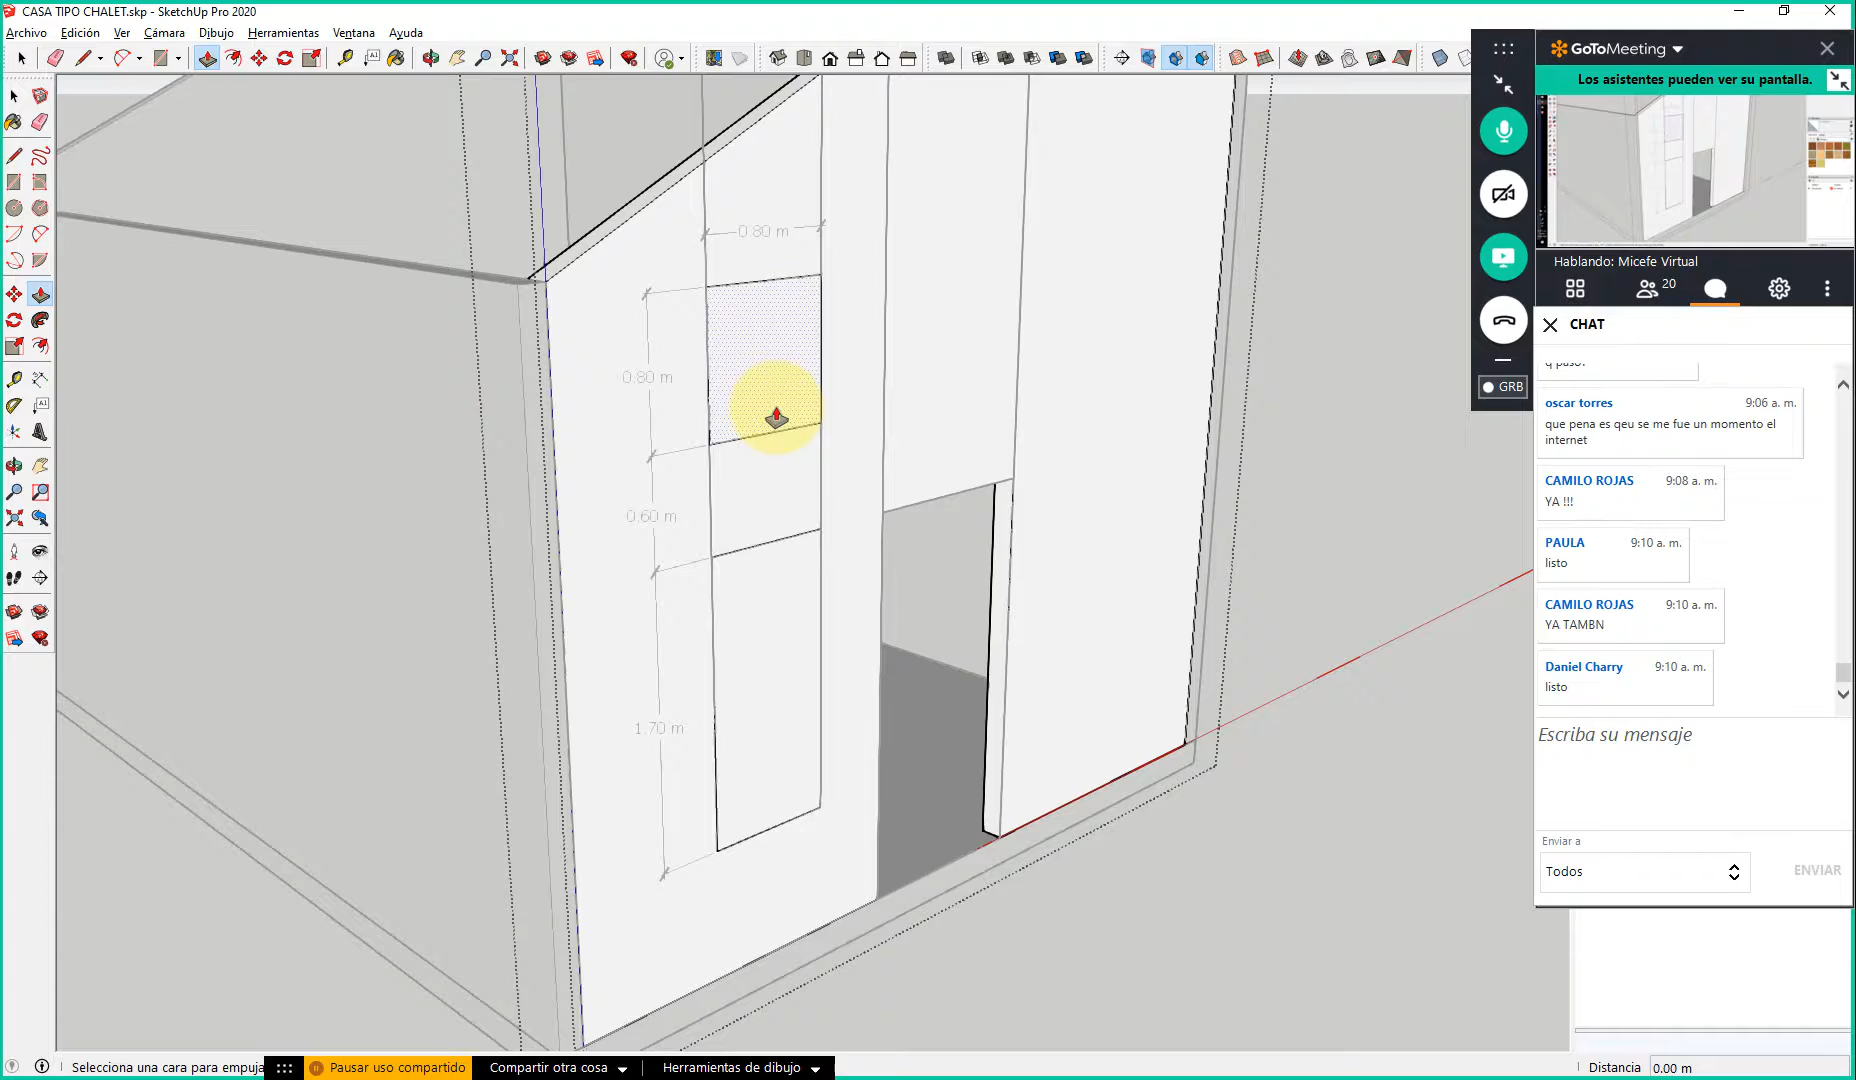 CASA TIPO CHALET.skp - SketchUp Pro 2020
Archivo Edición Ver Cámara Dibujo Herramientas Ventana Ayuda
GoToMeeting
Los asistentes pueden ver su pantalla.
Hablando: Micefe Virtual
20
CHAT
GRB
oscar torres 9:06 a. m.
que pena es qeu se me fue un momento el
internet
CAMILO ROJAS 9:08 a. m.
YA !!!
PAULA 9:10 a. m.
listo
CAMILO ROJAS 9:10 a. m.
YA TAMBN
Daniel Charry 9:10 a. m.
listo
Escriba su mensaje
Enviar a
Todos
ENVIAR
0.80 m
0.80 m
0.60 m
1.70 m
Selecciona una cara para empuja
Pausar uso compartido
Compartir otra cosa
Herramientas de dibujo
Distancia 0.00 m